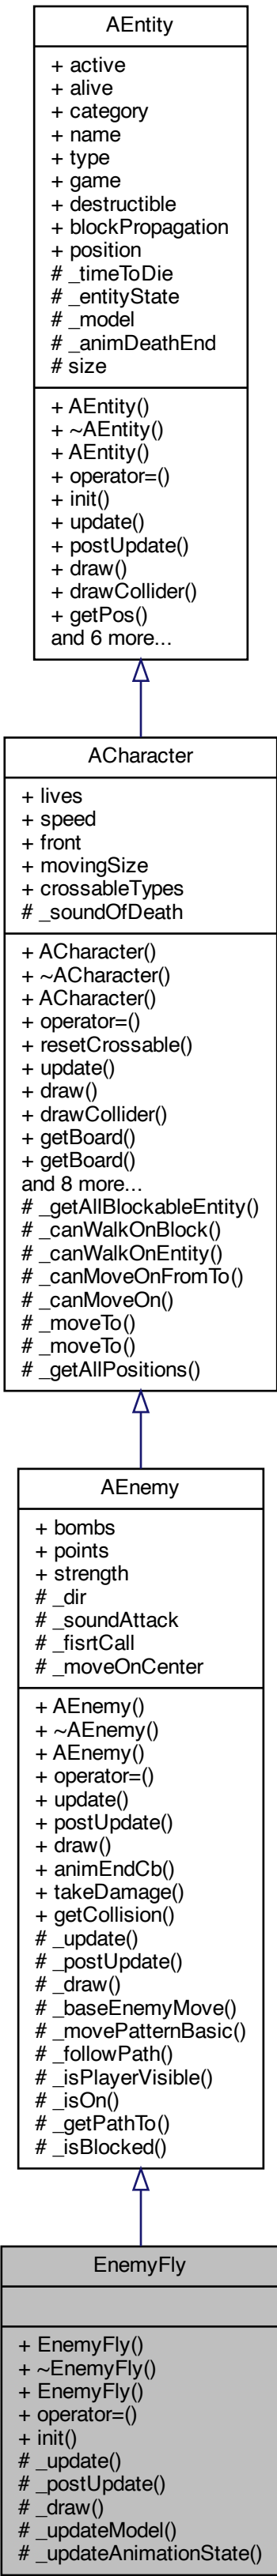 AEntity
+ active
+ alive
+ category
+ name
+ type
+ game
+ destructible
+ blockPropagation
+ position
# _timeToDie
# _entityState
# _model
# _animDeathEnd
# size
+ AEntity()
+ ~AEntity()
+ AEntity()
+ operator=()
+ init()
+ update()
+ postUpdate()
+ draw()
+ drawCollider()
+ getPos()
and 6 more...
ACharacter
+ lives
+ speed
+ front
+ movingSize
+ crossableTypes
# _soundOfDeath
+ ACharacter()
+ ~ACharacter()
+ ACharacter()
+ operator=()
+ resetCrossable()
+ update()
+ draw()
+ drawCollider()
+ getBoard()
+ getBoard()
and 8 more...
# _getAllBlockableEntity()
# _canWalkOnBlock()
# _canWalkOnEntity()
# _canMoveOnFromTo()
# _canMoveOn()
# _moveTo()
# _moveTo()
# _getAllPositions()
AEnemy
+ bombs
+ points
+ strength
# _dir
# _soundAttack
# _fisrtCall
# _moveOnCenter
+ AEnemy()
+ ~AEnemy()
+ AEnemy()
+ operator=()
+ update()
+ postUpdate()
+ draw()
+ animEndCb()
+ takeDamage()
+ getCollision()
# _update()
# _postUpdate()
# _draw()
# _baseEnemyMove()
# _movePatternBasic()
# _followPath()
# _isPlayerVisible()
# _isOn()
# _getPathTo()
# _isBlocked()
EnemyFly
+ EnemyFly()
+ ~EnemyFly()
+ EnemyFly()
+ operator=()
+ init()
# _update()
# _postUpdate()
# _draw()
# _updateModel()
# _updateAnimationState()